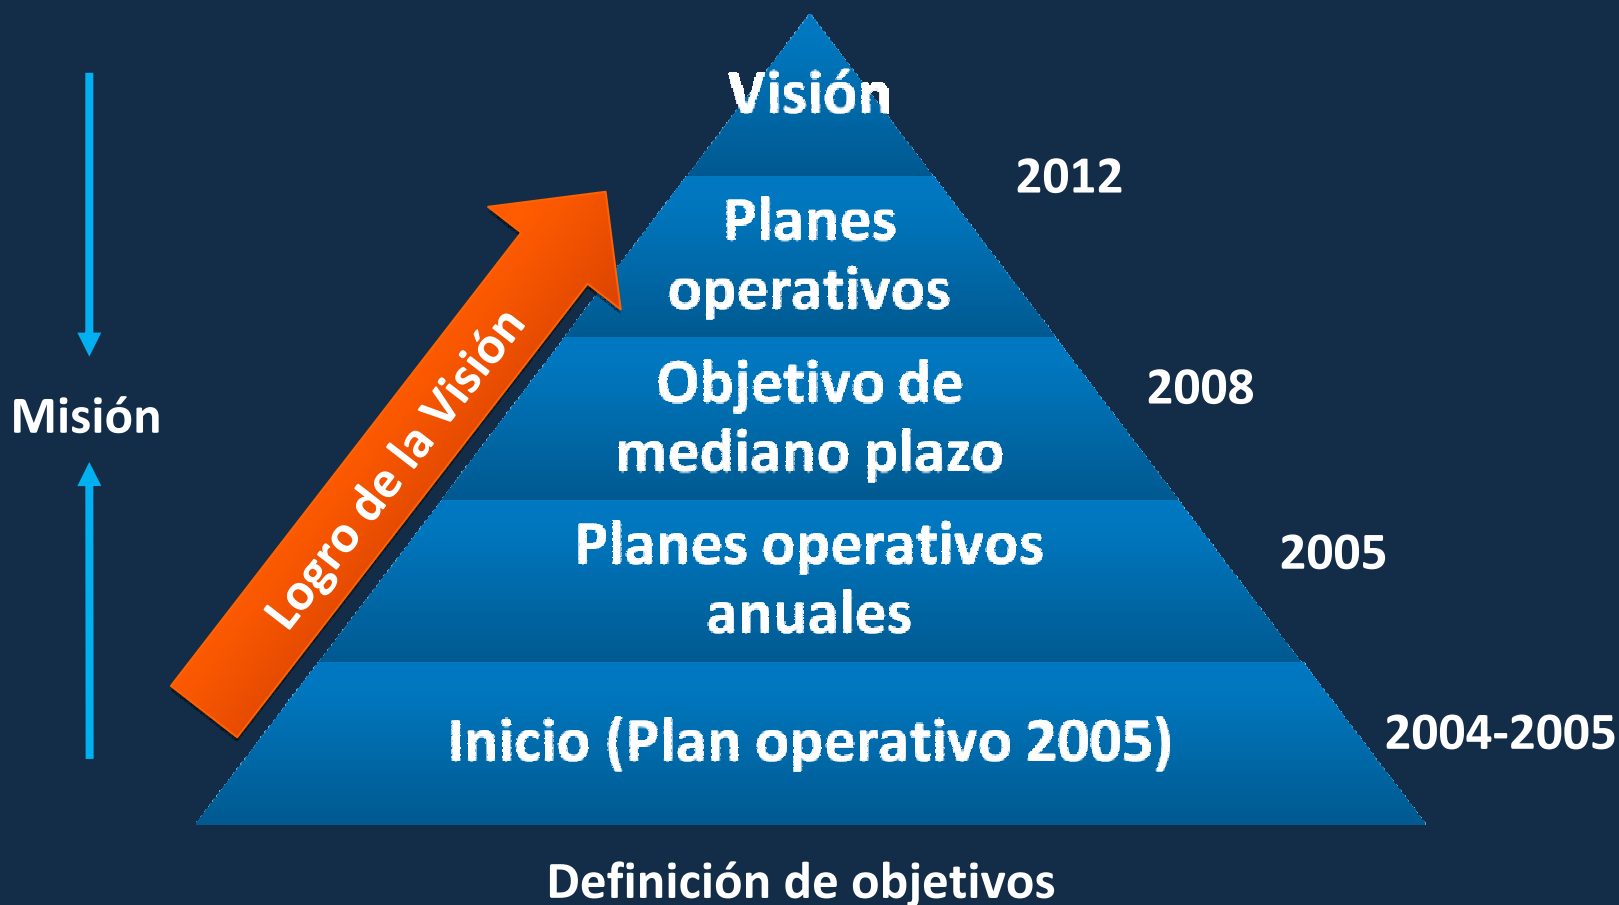 Visión
2012
Planes
operativos
Objetivo de
mediano plazo
2008
Misión
Logro de la Visión
Planes operativos
anuales
2005
Inicio (Plan operativo 2005)
2004-2005
Definición de objetivos